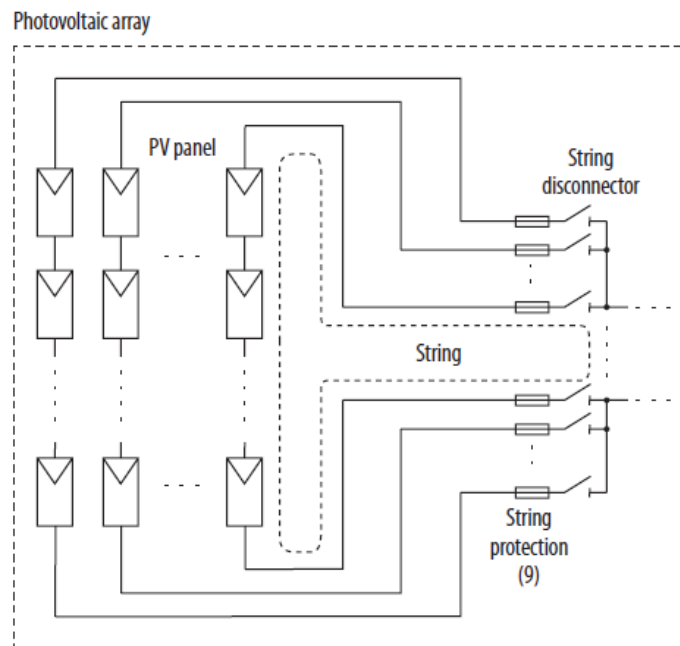 Photovoltaic array
PV panel
String
disconnector
String
String
protection
(9)